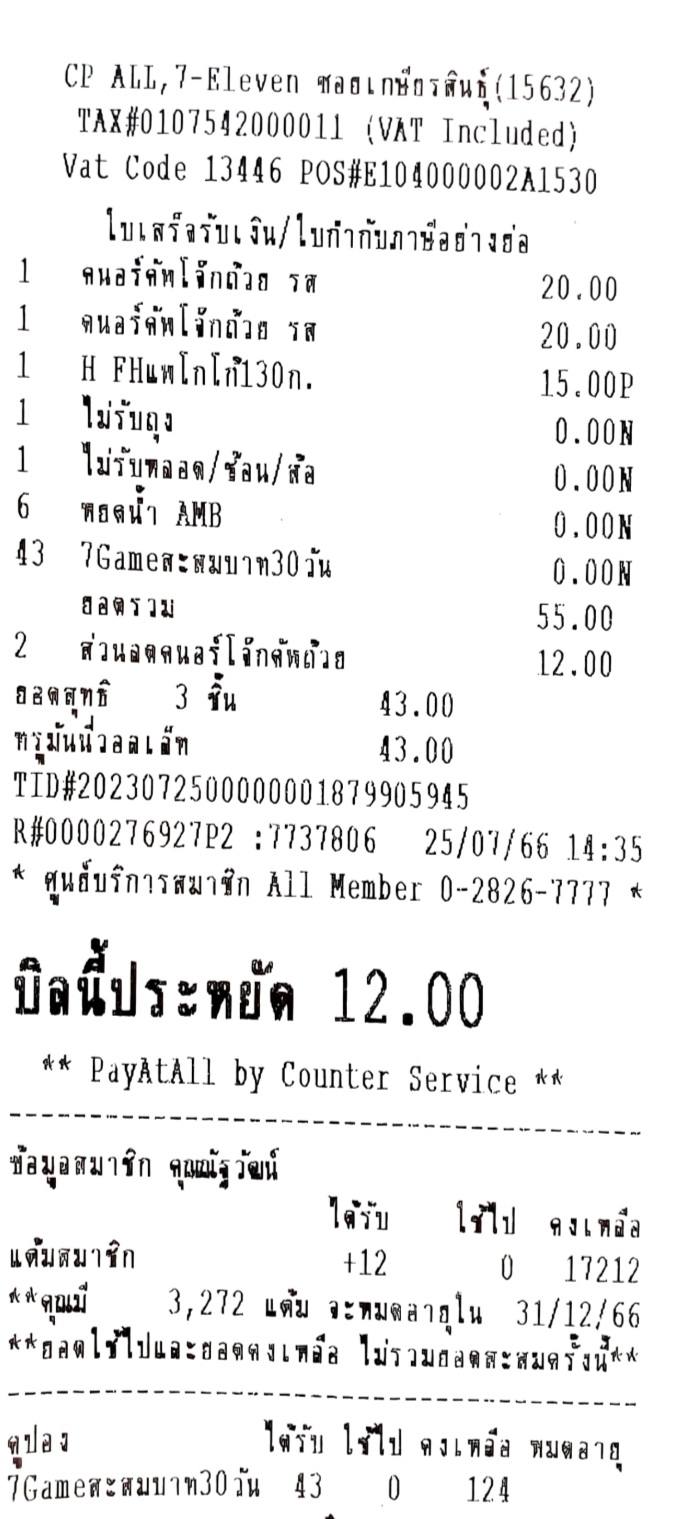 CP ALL,7-Eleven ซอยเกษียรสินธุ์(15632)
TAX#0107542000011 (VAT Included)
Vat Code 13446 POS#E104000002A1530
ใบเสร็จรับเงิน/ใบกำกับภาษีอย่างย่อ
1 คนอร์คัพโจ๊กถ้วย รส 20.00
1 คนอร์คัพโจ๊กถ้วย รส 20.00
1 H FHแพโกโก้130ก. 15.00P
1 ไม่รับถุง 0.00N
1 ไม่รับหลอด/ช้อน/ส้อ 0.00N
6 หยดน้ำ AMB 0.00N
43 7Gameสะสมบาท30วัน 0.00N
ยอดรวม 55.00
2 ส่วนลดคนอร์โจ๊กคัพถ้วย 12.00
ยอดสุทธิ 3 ชิ้น 43.00
ทรูมันนี่วอลเล็ท 43.00
TID#2023072500000001879905945
R#0000276927P2 :7737806 25/07/66 14:35
* ศูนย์บริการสมาชิก All Member 0-2826-7777 *
บิลนี้ประหยัด 12.00
** PayAtAll by Counter Service **
ข้อมูลสมาชิก คุณณัฐวัฒน์
ได้รับ ใช้ไป คงเหลือ
แต้มสมาชิก +12 0 17212
**คุณมี 3,272 แต้ม จะหมดอายุใน 31/12/66
**ยอดใช้ไปและยอดคงเหลือ ไม่รวมยอดสะสมครั้งนี้**
คูปอง ได้รับ ใช้ไป คงเหลือ หมดอายุ
7Gameสะสมบาท30วัน 43 0 124